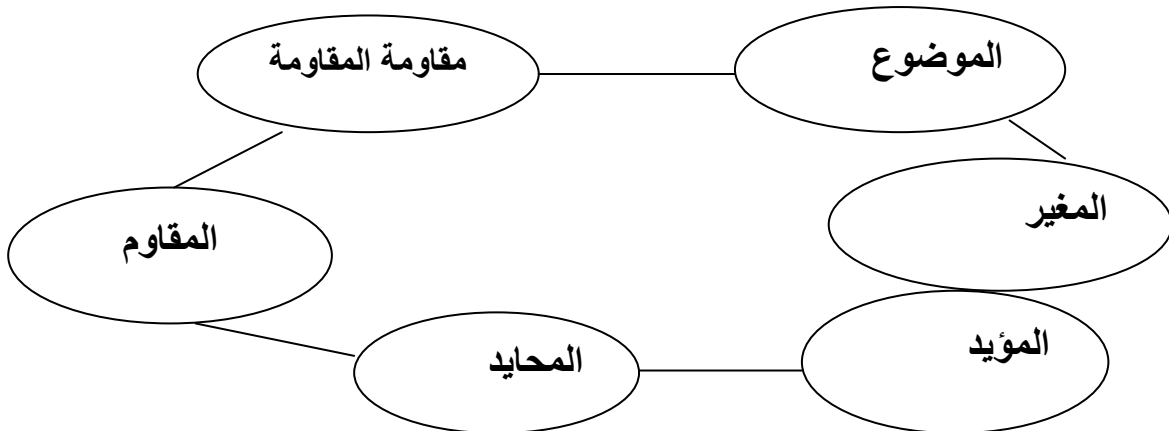 الموضوع
مقاومة المقاومة
المغير
المقاوم
المؤيد
المحايد